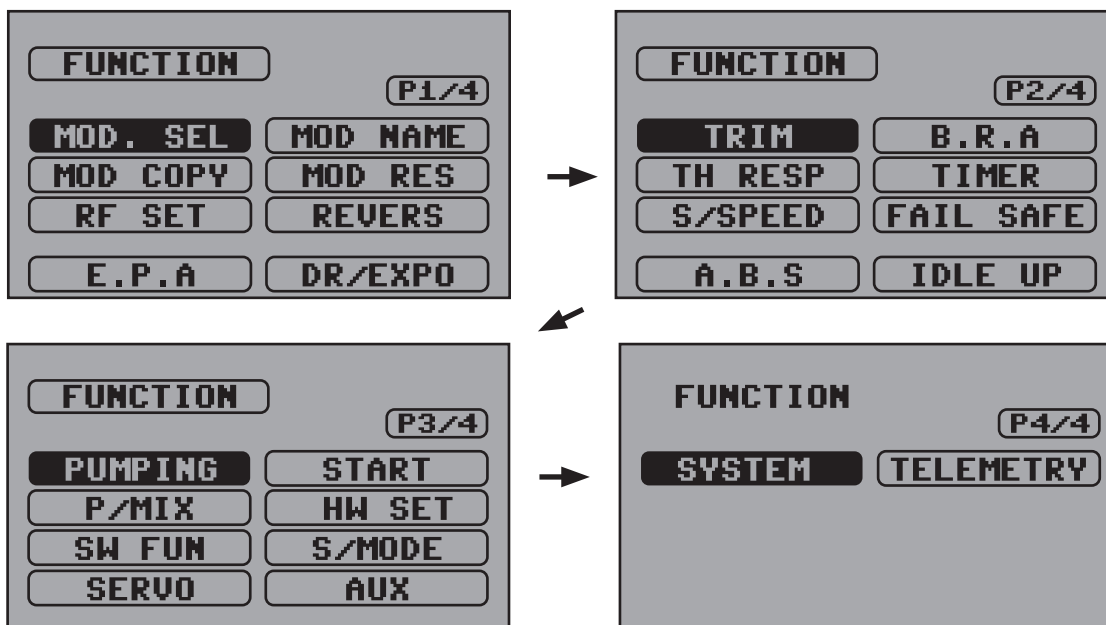 FUNCTION
P1/4
MOD. SEL MOD NAME
MOD COPY MOD RES
RF SET REVERS
E.P.A DR/EXPO
FUNCTION
P2/4
TRIM B.R.A
TH RESP TIMER
S/SPEED FAIL SAFE
A.B.S IDLE UP
FUNCTION
P3/4
PUMPING START
P/MIX HW SET
SW FUN S/MODE
SERVO AUX
FUNCTION
P4/4
SYSTEM TELEMETRY